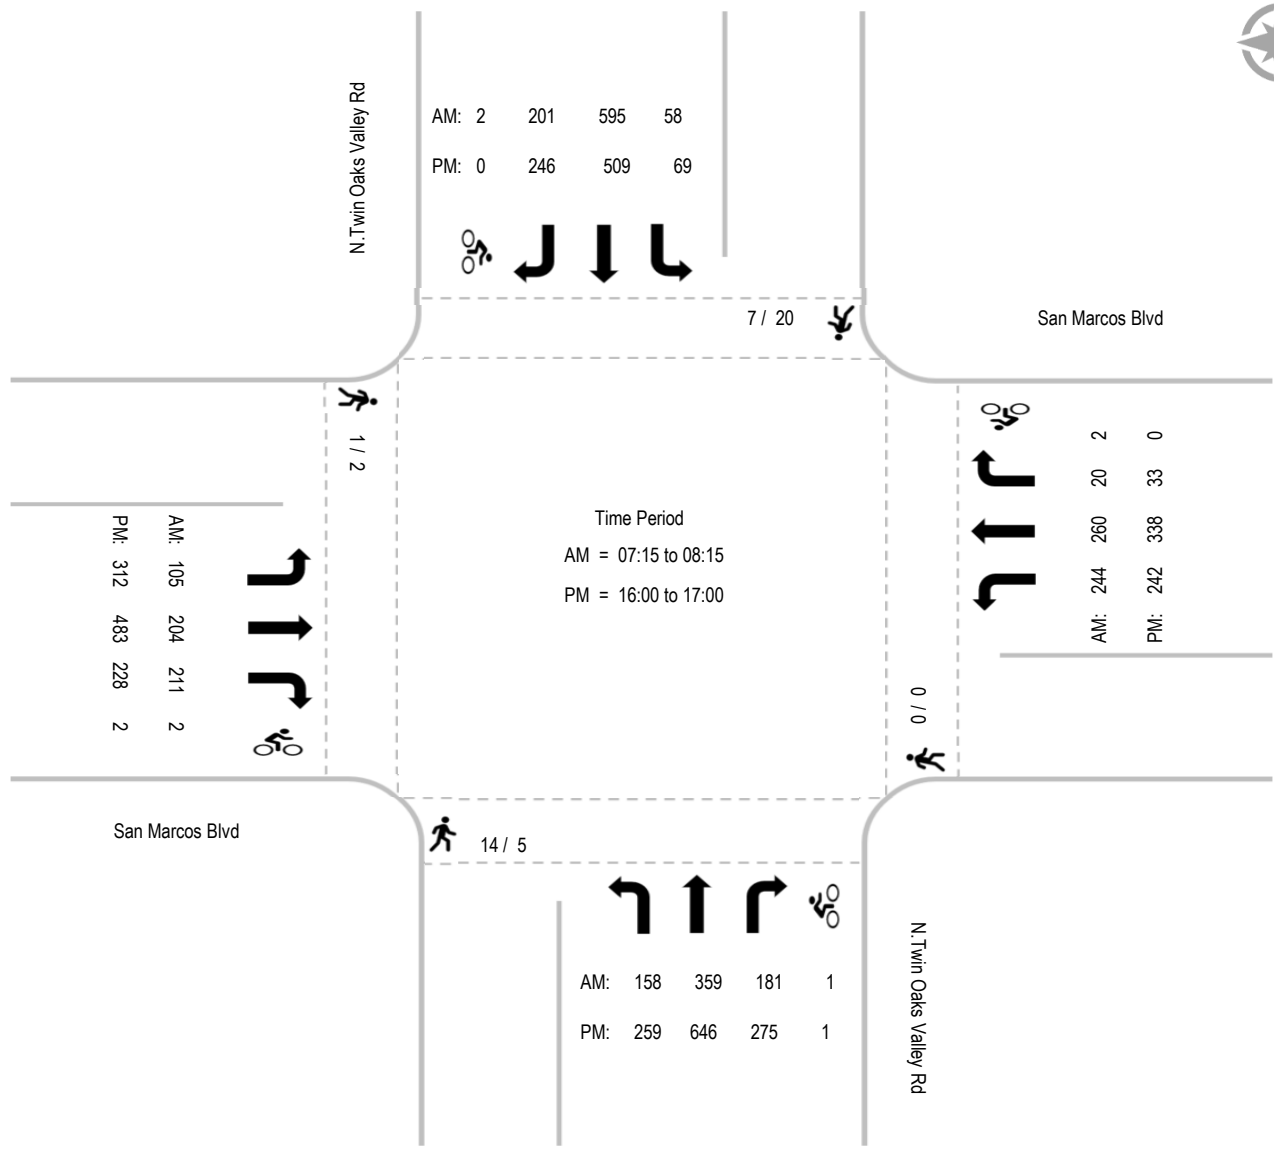 N.Twin Oaks Valley Rd
AM: 2 201 595 58
PM: 0 246 509 69
7 / 20
San Marcos Blvd
1 / 2
2 0
20 33
260 338
244 242
AM: PM:
Time Period
AM = 07:15 to 08:15
PM = 16:00 to 17:00
AM: 105 204 211 2
PM: 312 483 228 2
0 / 0
San Marcos Blvd
14 / 5
AM: 158 359 181 1
PM: 259 646 275 1
N.Twin Oaks Valley Rd